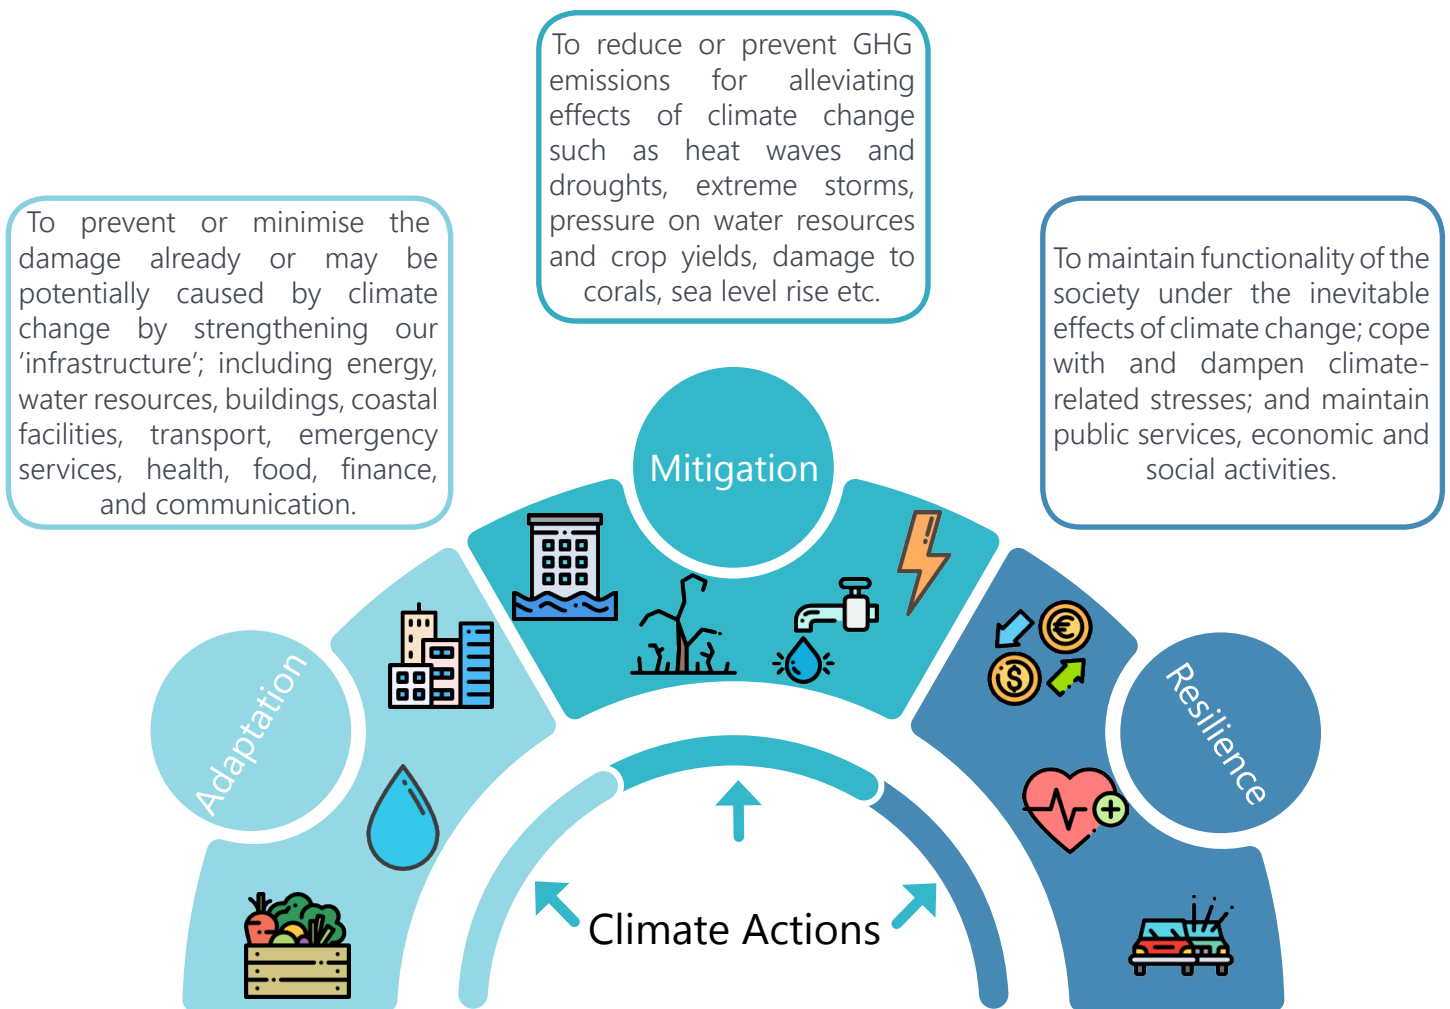 To reduce or prevent GHG
emissions for alleviating
effects of climate change
such as heat waves and
droughts, extreme storms,
pressure on water resources
and crop yields, damage to
corals, sea level rise etc.
To prevent or minimise the
damage already or may be
potentially caused by climate
change by strengthening our
‘infrastructure’; including energy,
water resources, buildings, coastal
facilities, transport, emergency
services, health, food, finance,
and communication.
To maintain functionality of the
society under the inevitable
effects of climate change; cope
with and dampen climate-
related stresses; and maintain
public services, economic and
social activities.
Mitigation
Adaptation
Resilience
Climate Actions